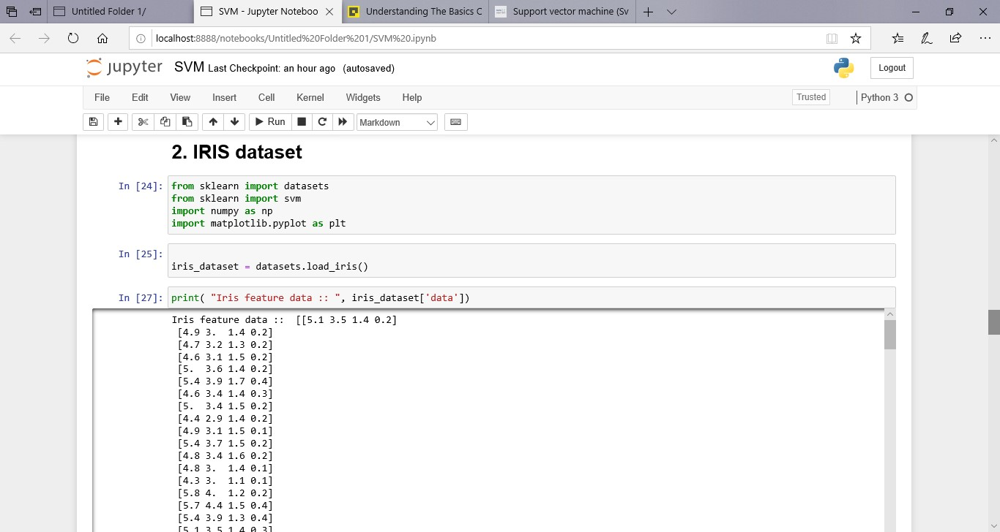 Untitled Folder 1/
SVM - Jupyter Noteboo
Understanding The Basics C
Support vector machine (Sv
localhost:8888/notebooks/Untitled%20Folder%201/SVM%20.ipynb
jupyter SVM Last Checkpoint: an hour ago (autosaved)
Logout
File Edit View Insert Cell Kernel Widgets Help
Trusted
Python 3
Run
Markdown
2. IRIS dataset
In [24]: from sklearn import datasets
from sklearn import svm
import numpy as np
import matplotlib.pyplot as plt
In [25]:
iris_dataset = datasets.load_iris()
In [27]: print( "Iris feature data :: ", iris_dataset['data'])
Iris feature data ::  [[5.1 3.5 1.4 0.2]
[4.9 3.  1.4 0.2]
[4.7 3.2 1.3 0.2]
[4.6 3.1 1.5 0.2]
[5.  3.6 1.4 0.2]
[5.4 3.9 1.7 0.4]
[4.6 3.4 1.4 0.3]
[5.  3.4 1.5 0.2]
[4.4 2.9 1.4 0.2]
[4.9 3.1 1.5 0.1]
[5.4 3.7 1.5 0.2]
[4.8 3.4 1.6 0.2]
[4.8 3.  1.4 0.1]
[4.3 3.  1.1 0.1]
[5.8 4.  1.2 0.2]
[5.7 4.4 1.5 0.4]
[5.4 3.9 1.3 0.4]
[5.1 3.5 1.4 0.3]